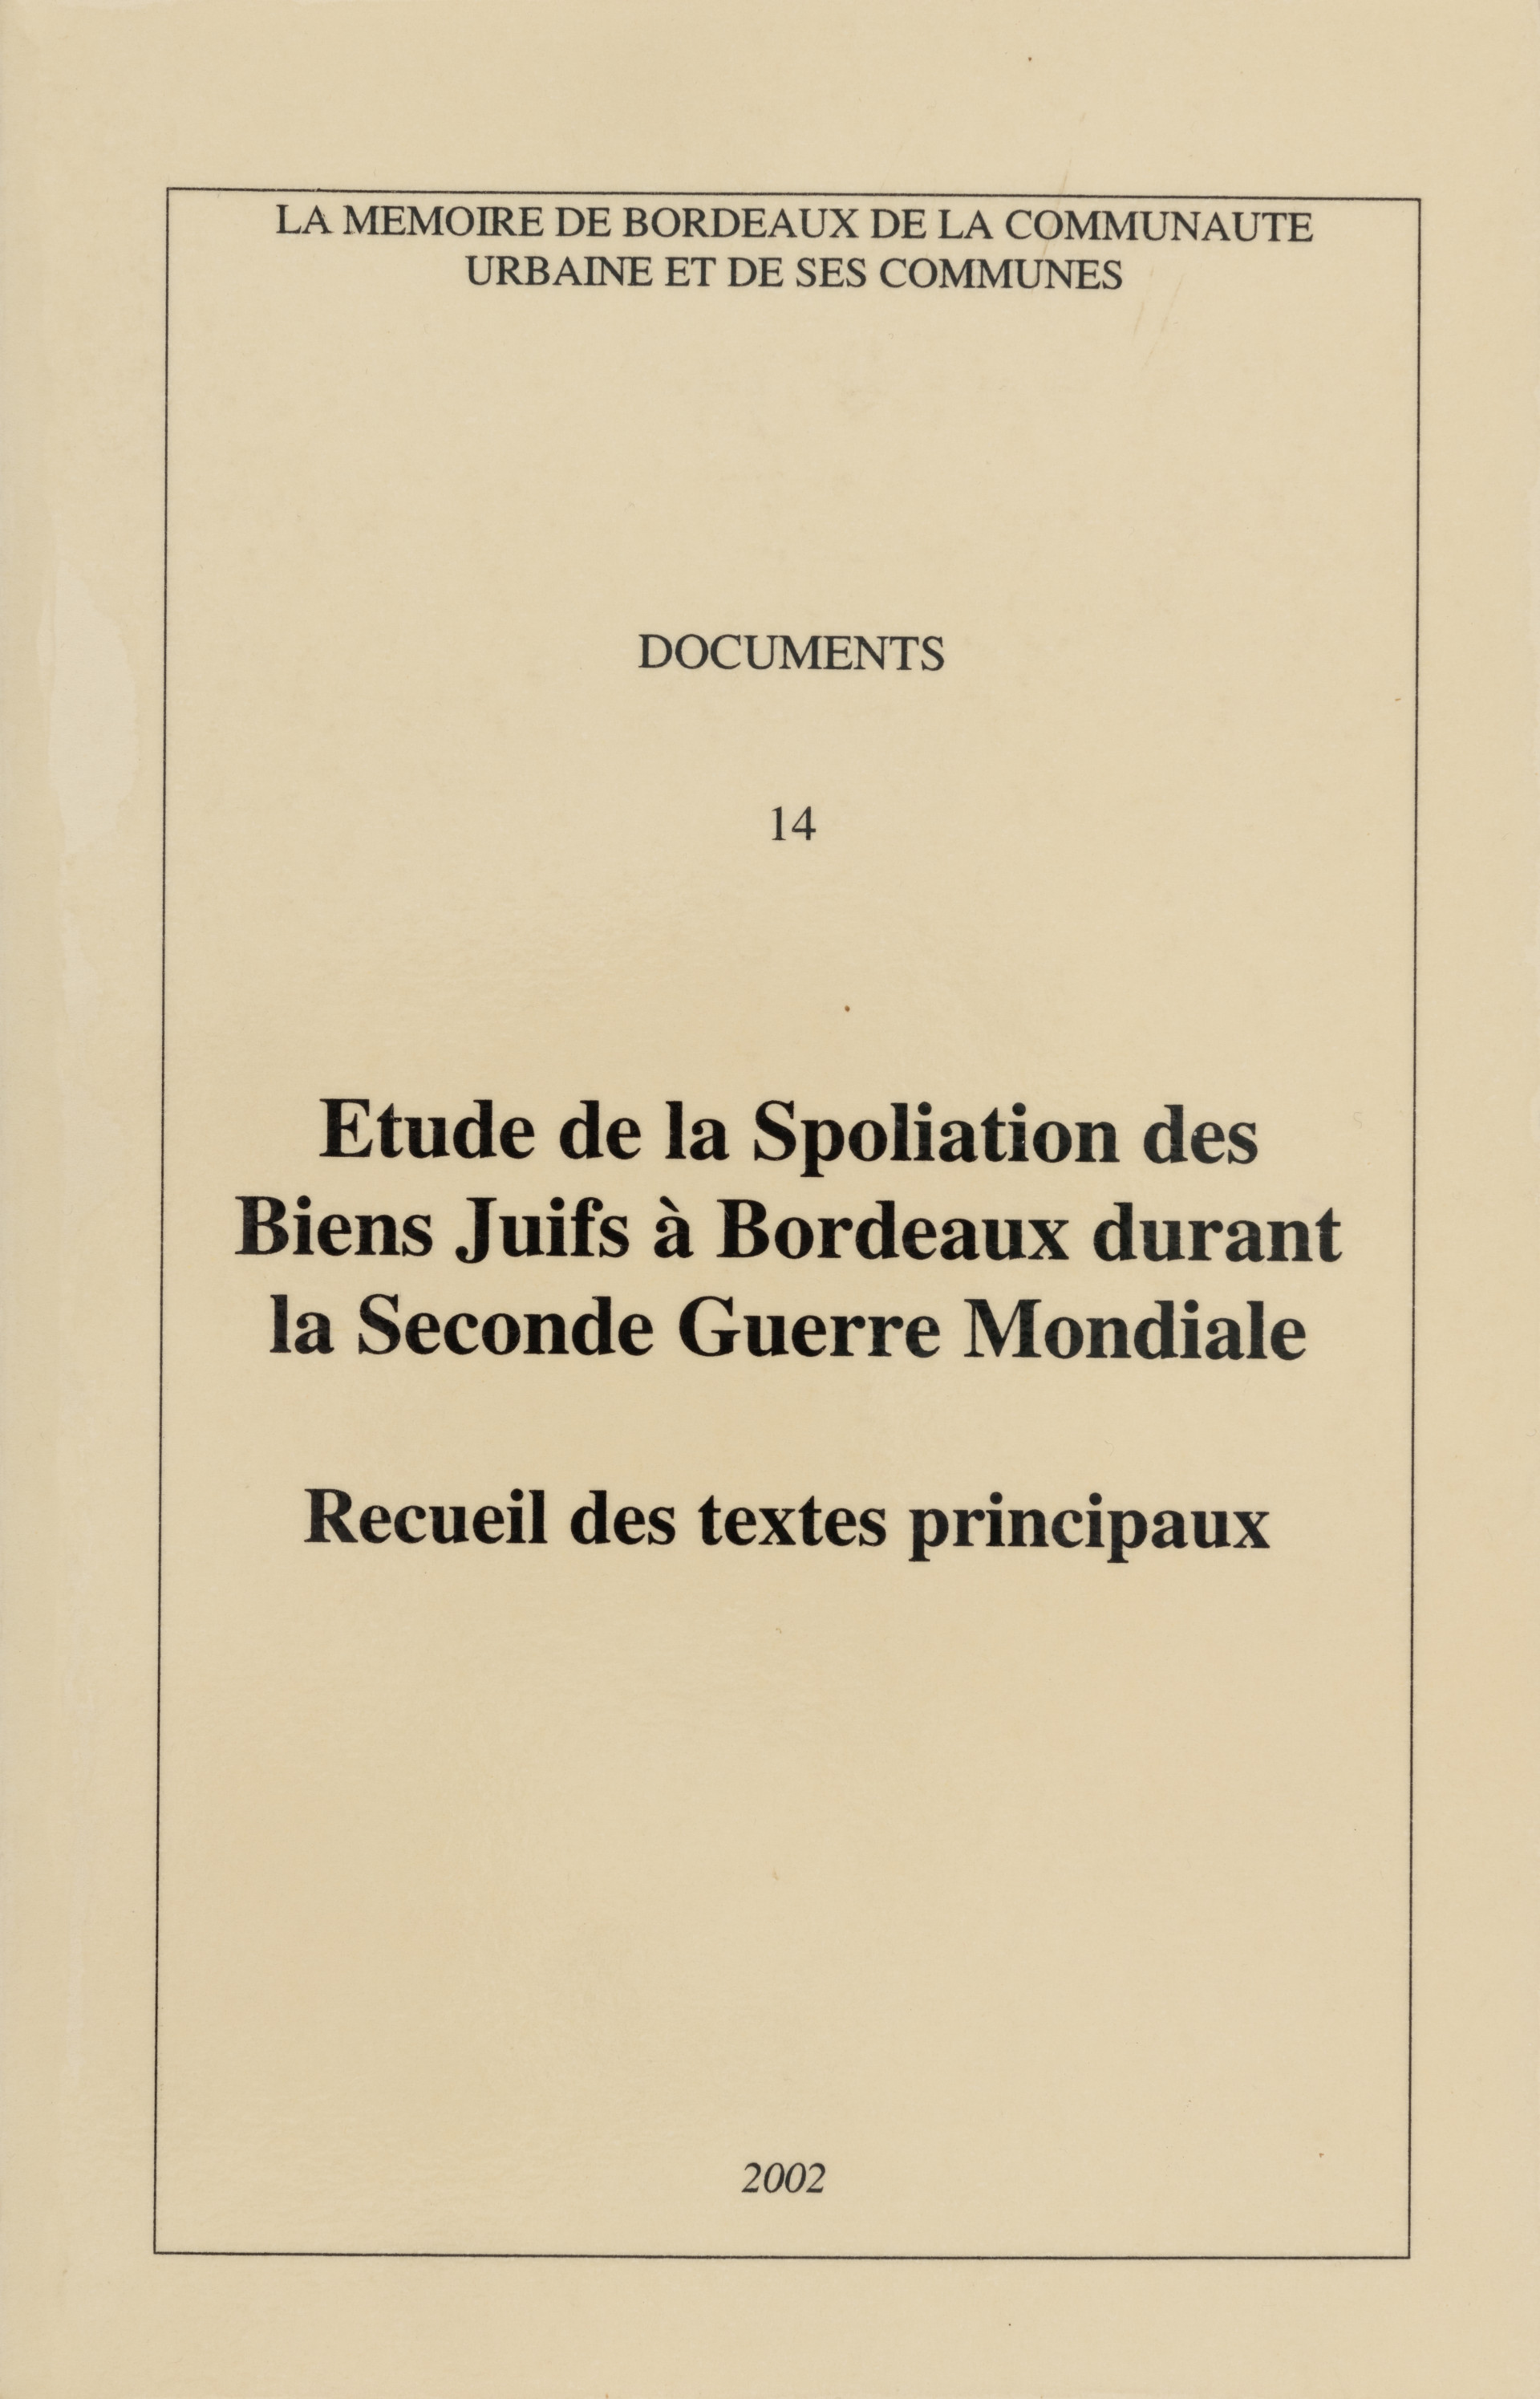 LA MEMOIRE DE BORDEAUX DE LA COMMUNAUTE
URBAINE ET DE SES COMMUNES
DOCUMENTS
14
Etude de la Spoliation des
Biens Juifs à Bordeaux durant
la Seconde Guerre Mondiale
Recueil des textes principaux
2002